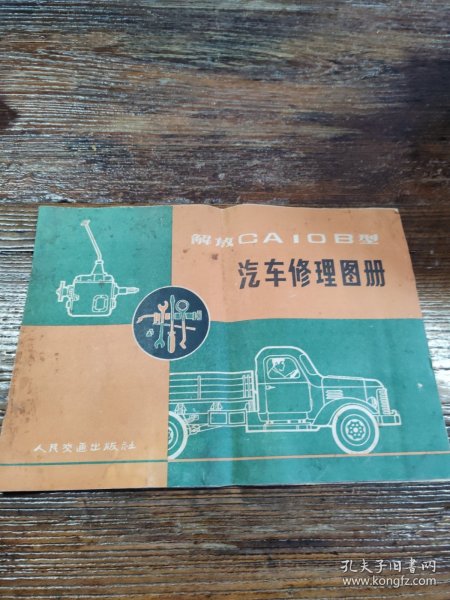 解放CA10B型
汽车修理图册
人民交通出版社
孔夫子旧书网
www.kongfz.com